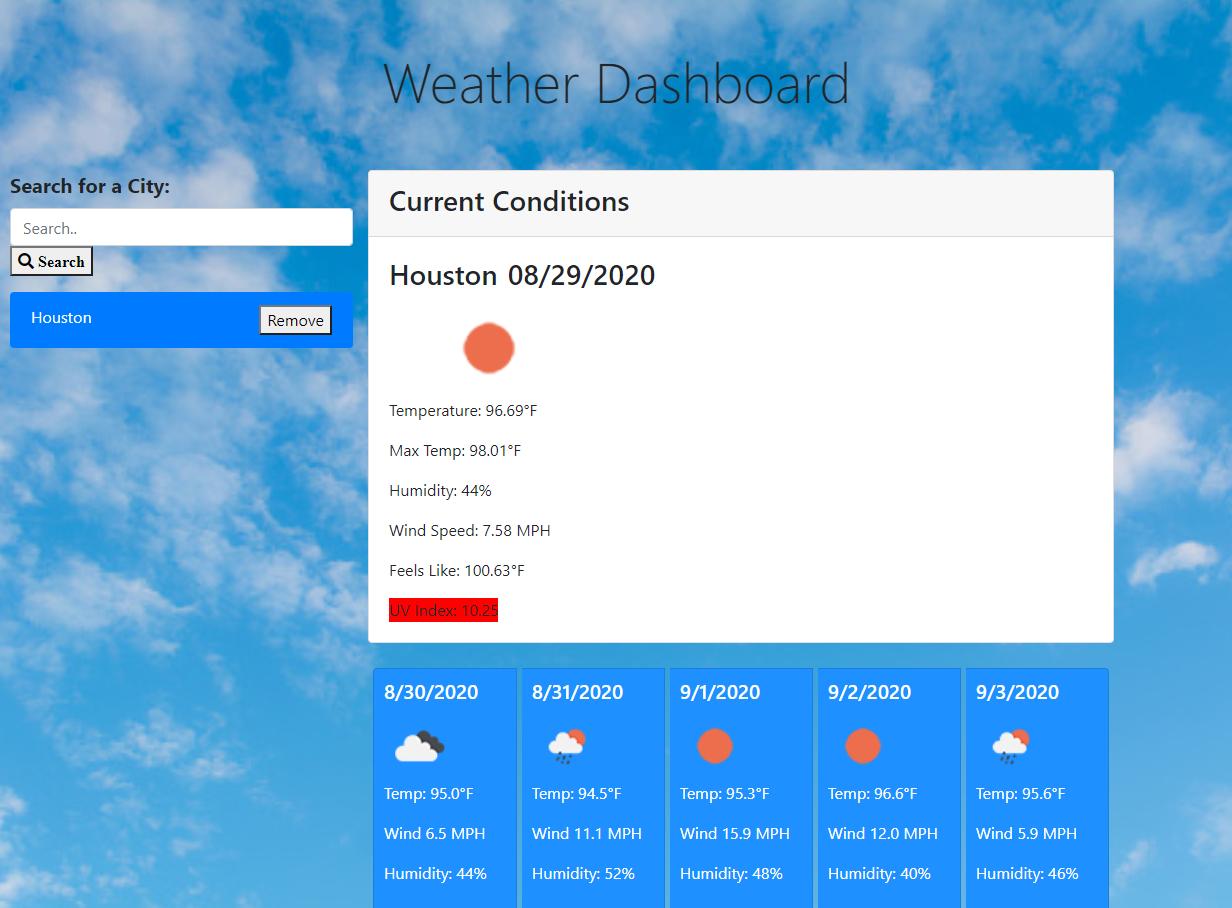 Weather Dashboard
Search for a City:
Search..
Search
Houston
Remove
Current Conditions
Houston 08/29/2020
Temperature: 96.69°F
Max Temp: 98.01°F
Humidity: 44%
Wind Speed: 7.58 MPH
Feels Like: 100.63°F
UV Index: 10.25
8/30/2020
Temp: 95.0°F
Wind 6.5 MPH
Humidity: 44%
8/31/2020
Temp: 94.5°F
Wind 11.1 MPH
Humidity: 52%
9/1/2020
Temp: 95.3°F
Wind 15.9 MPH
Humidity: 48%
9/2/2020
Temp: 96.6°F
Wind 12.0 MPH
Humidity: 40%
9/3/2020
Temp: 95.6°F
Wind 5.9 MPH
Humidity: 46%